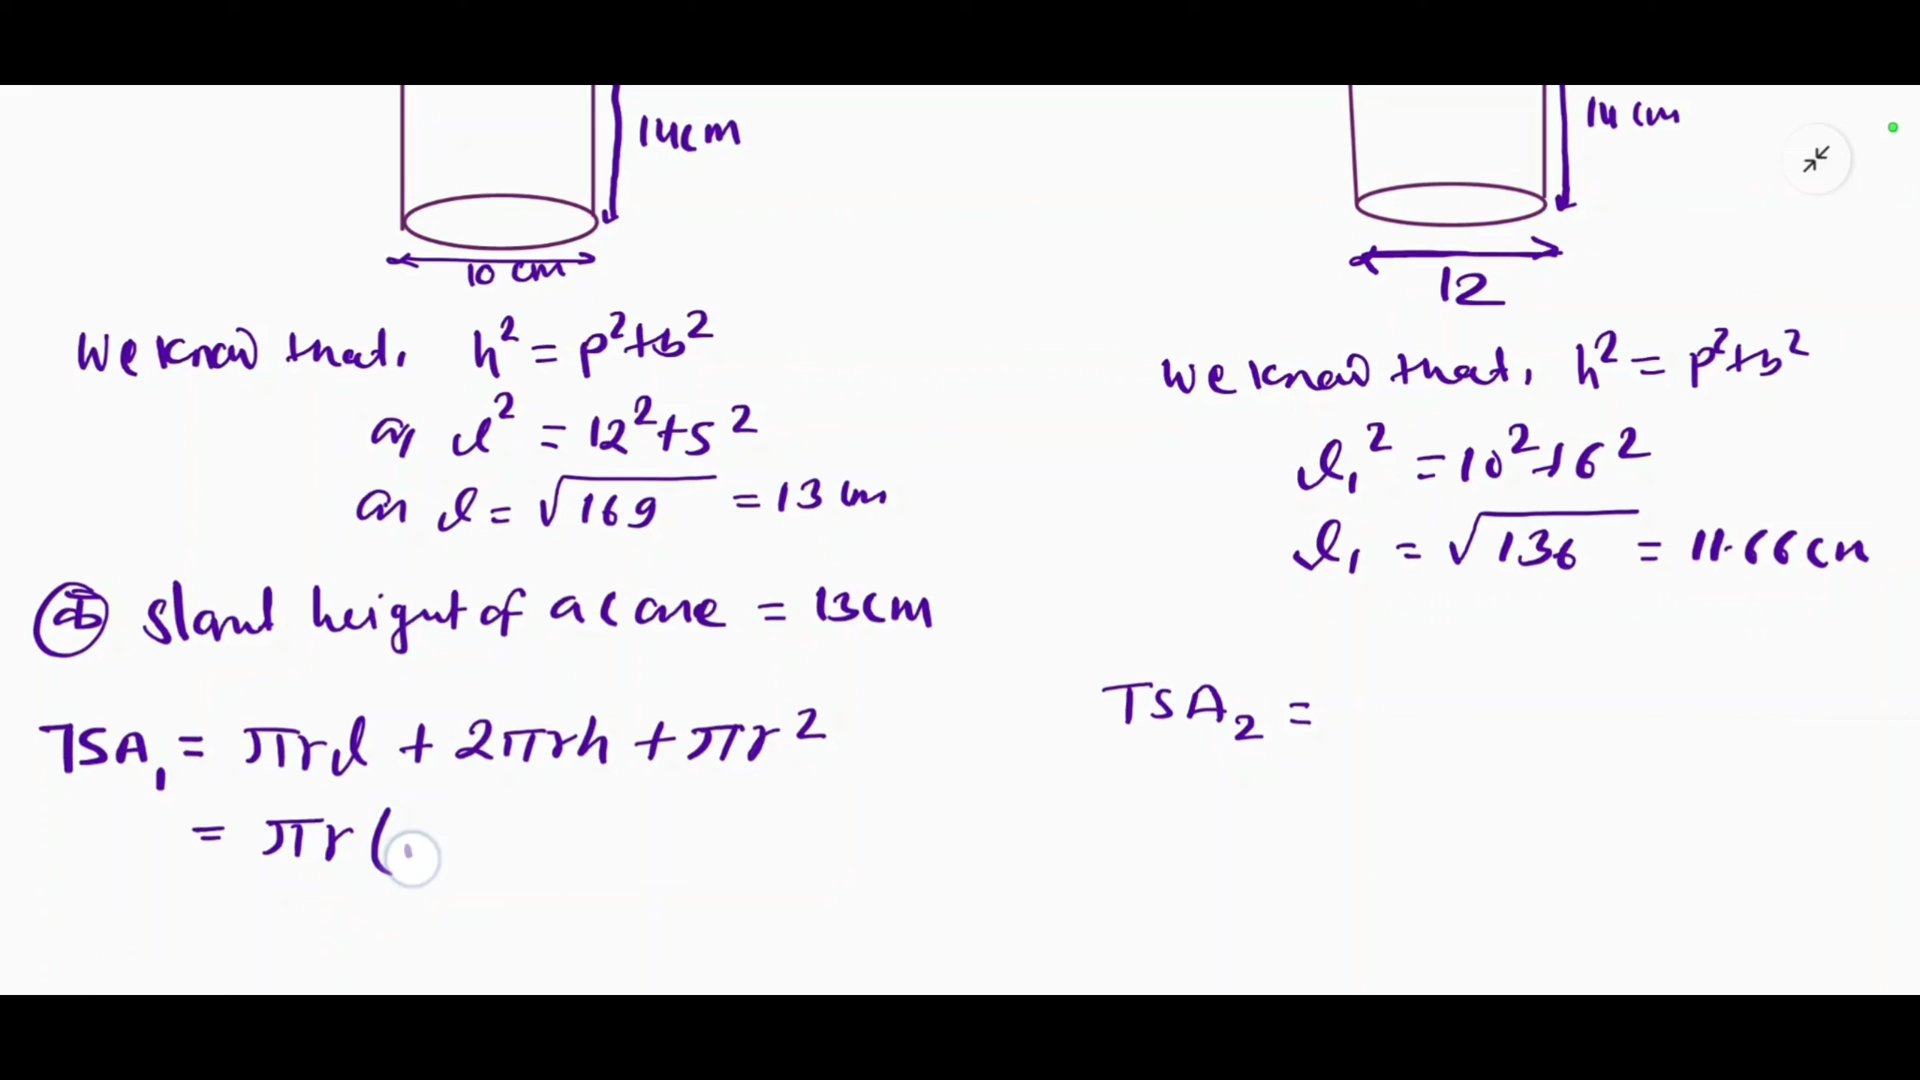 14cm
10 cm
We know that, h² = p²+b²
or, l² = 12²+5²
or l = √169 = 13 cm
slant height of a cone = 13cm
TSA₁ = πrl + 2πrh + πr²
= πr(
14 cm
12
We know that, h² = p²+b²
l₁² = 10²+6²
l₁ = √136 = 11.66cm
TSA₂ =